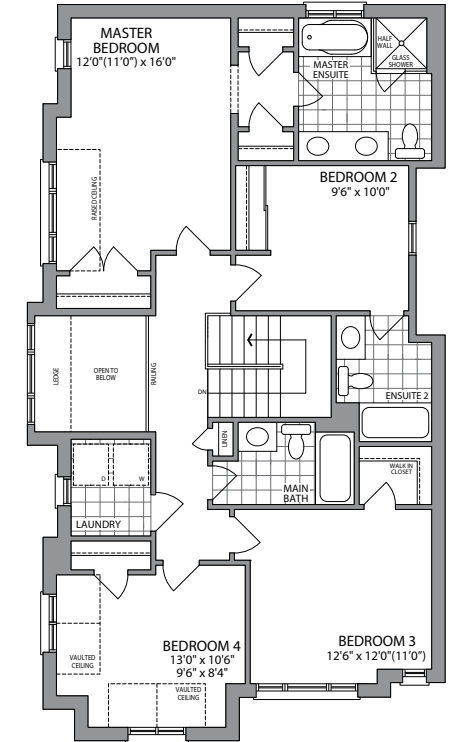 MASTER
BEDROOM
12'0"(11'0") x 16'0"
HALF
WALL
GLASS
SHOWER
MASTER
ENSUITE
BEDROOM 2
9'6" x 10'0"
RAISED CEILING
LEDGE
OPEN TO
BELOW
RAILING
DN
ENSUITE 2
LINEN
WALK IN
CLOSET
D
W
MAIN
BATH
LAUNDRY
BEDROOM 4
13'0" x 10'6"
9'6" x 8'4"
BEDROOM 3
12'6" x 12'0"(11'0")
VAULTED
CEILING
VAULTED
CEILING